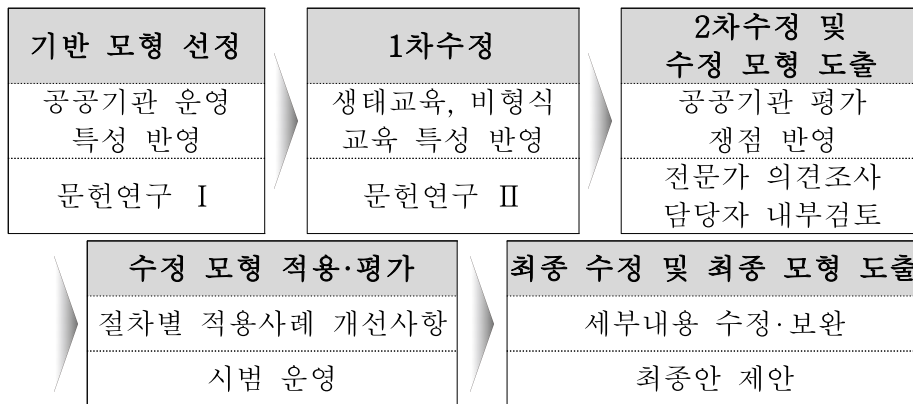 기반 모형 선정
공공기관 운영
특성 반영
문헌연구 Ⅰ
1차수정
생태교육, 비형식
교육 특성 반영
문헌연구 Ⅱ
2차수정 및
수정 모형 도출
공공기관 평가
쟁점 반영
전문가 의견조사
담당자 내부검토
수정 모형 적용·평가
절차별 적용사례 개선사항
시범 운영
최종 수정 및 최종 모형 도출
세부내용 수정·보완
최종안 제안